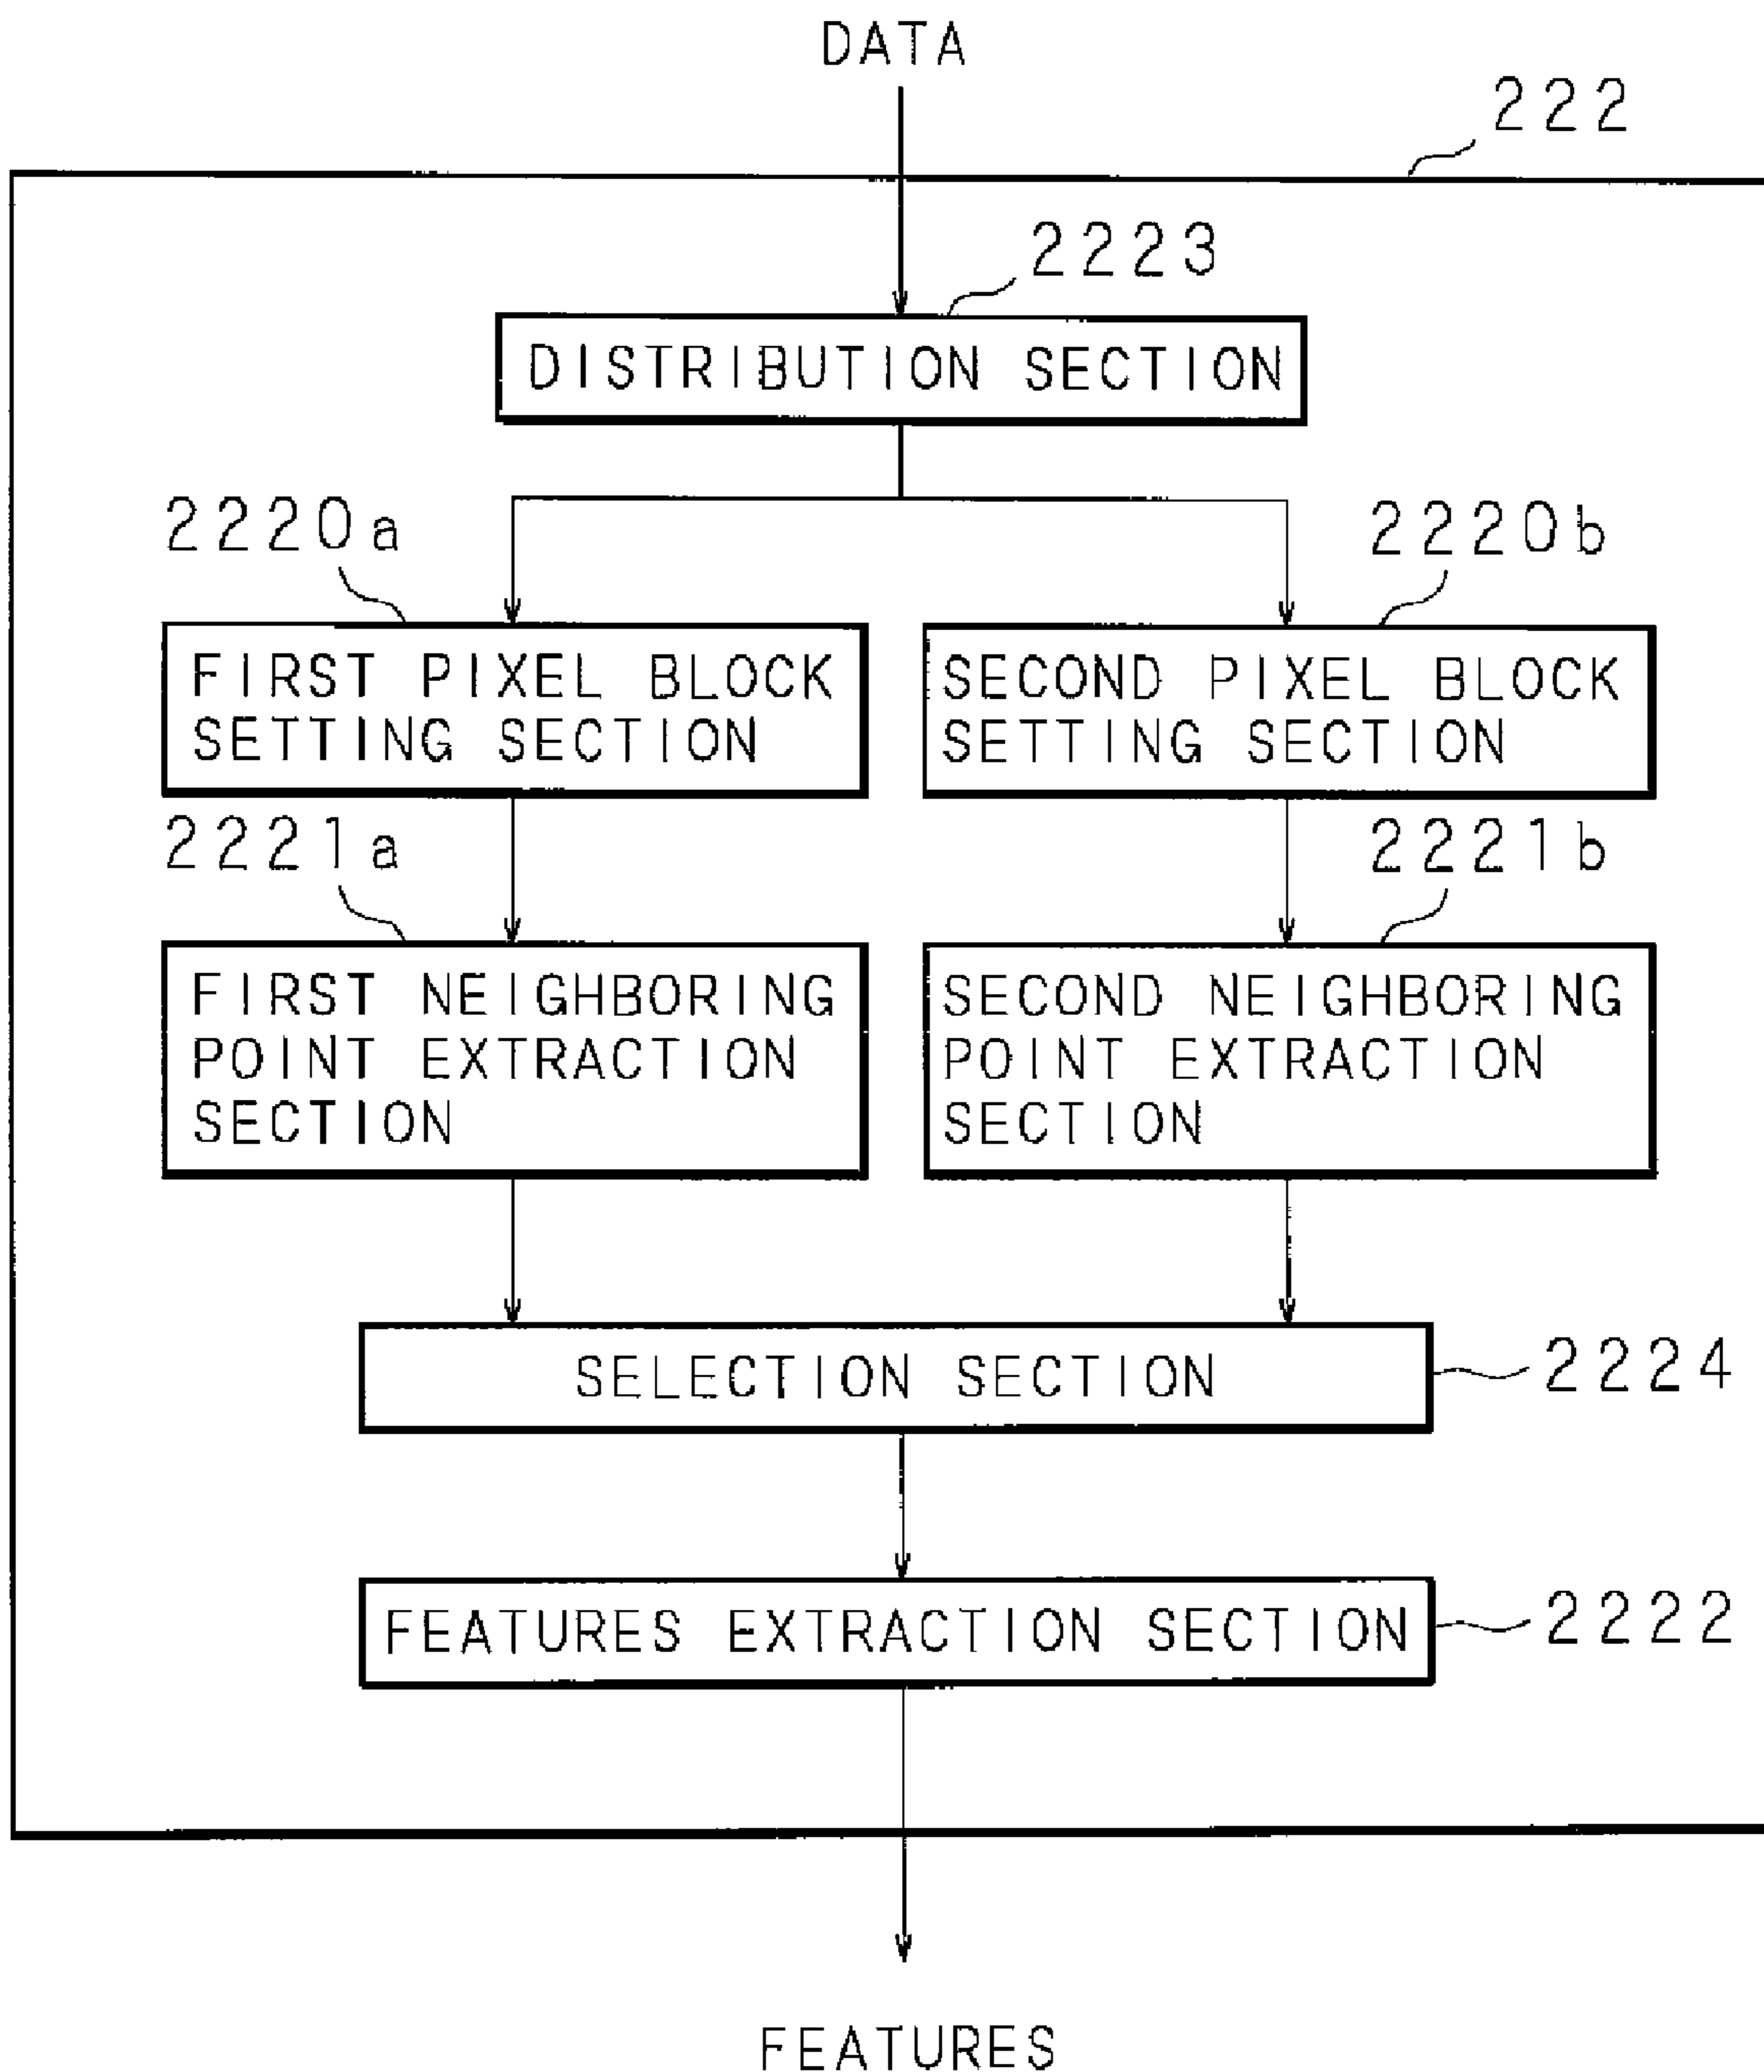 DATA
222
2223
DISTRIBUTION SECTION
2220a
2220b
FIRST PIXEL BLOCK
SETTING SECTION
SECOND PIXEL BLOCK
SETTING SECTION
2221a
2221b
FIRST NEIGHBORING
POINT EXTRACTION
SECTION
SECOND NEIGHBORING
POINT EXTRACTION
SECTION
SELECTION SECTION
2224
FEATURES EXTRACTION SECTION
2222
FEATURES